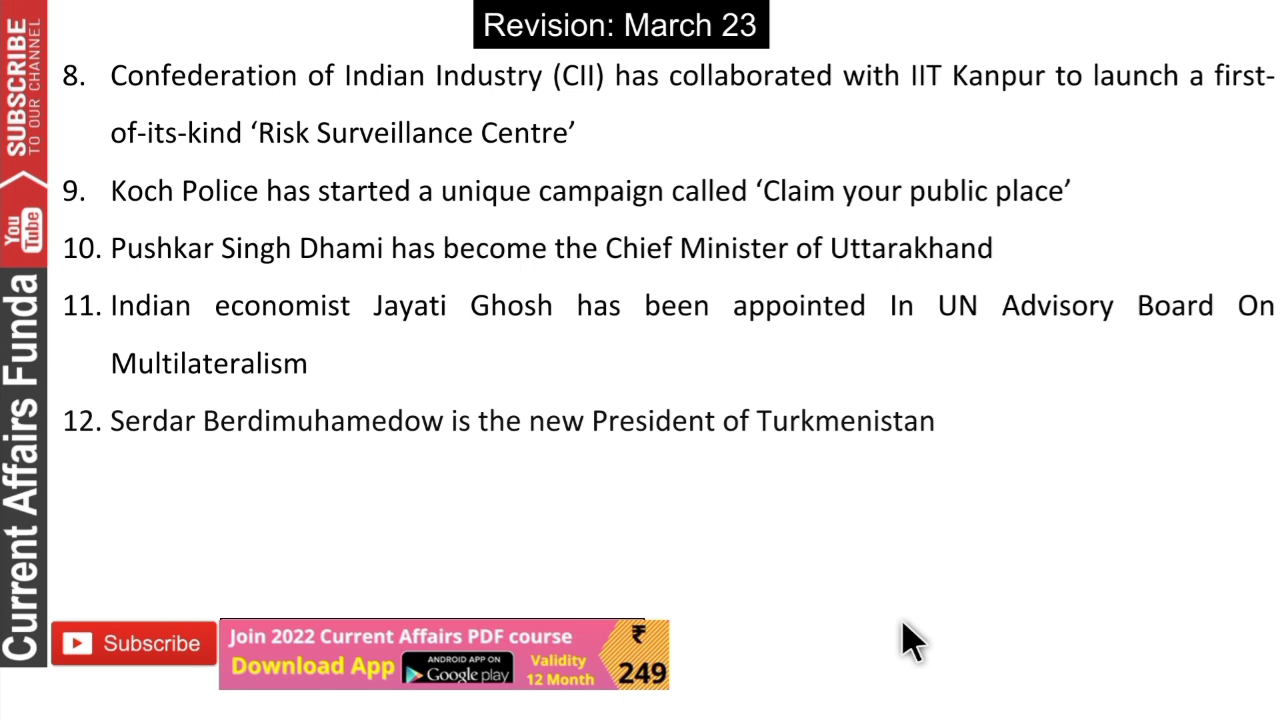 Revision: March 23
8. Confederation of Indian Industry (CII) has collaborated with IIT Kanpur to launch a first-
of-its-kind ‘Risk Surveillance Centre’
9. Koch Police has started a unique campaign called ‘Claim your public place’
10. Pushkar Singh Dhami has become the Chief Minister of Uttarakhand
11. Indian economist Jayati Ghosh has been appointed In UN Advisory Board On
Multilateralism
12. Serdar Berdimuhamedow is the new President of Turkmenistan
SUBSCRIBE
TO OUR CHANNEL
You
Tube
Current Affairs Funda
Subscribe
Join 2022 Current Affairs PDF course
Download App
ANDROID APP ON
Google play
Validity
12 Month
₹
249